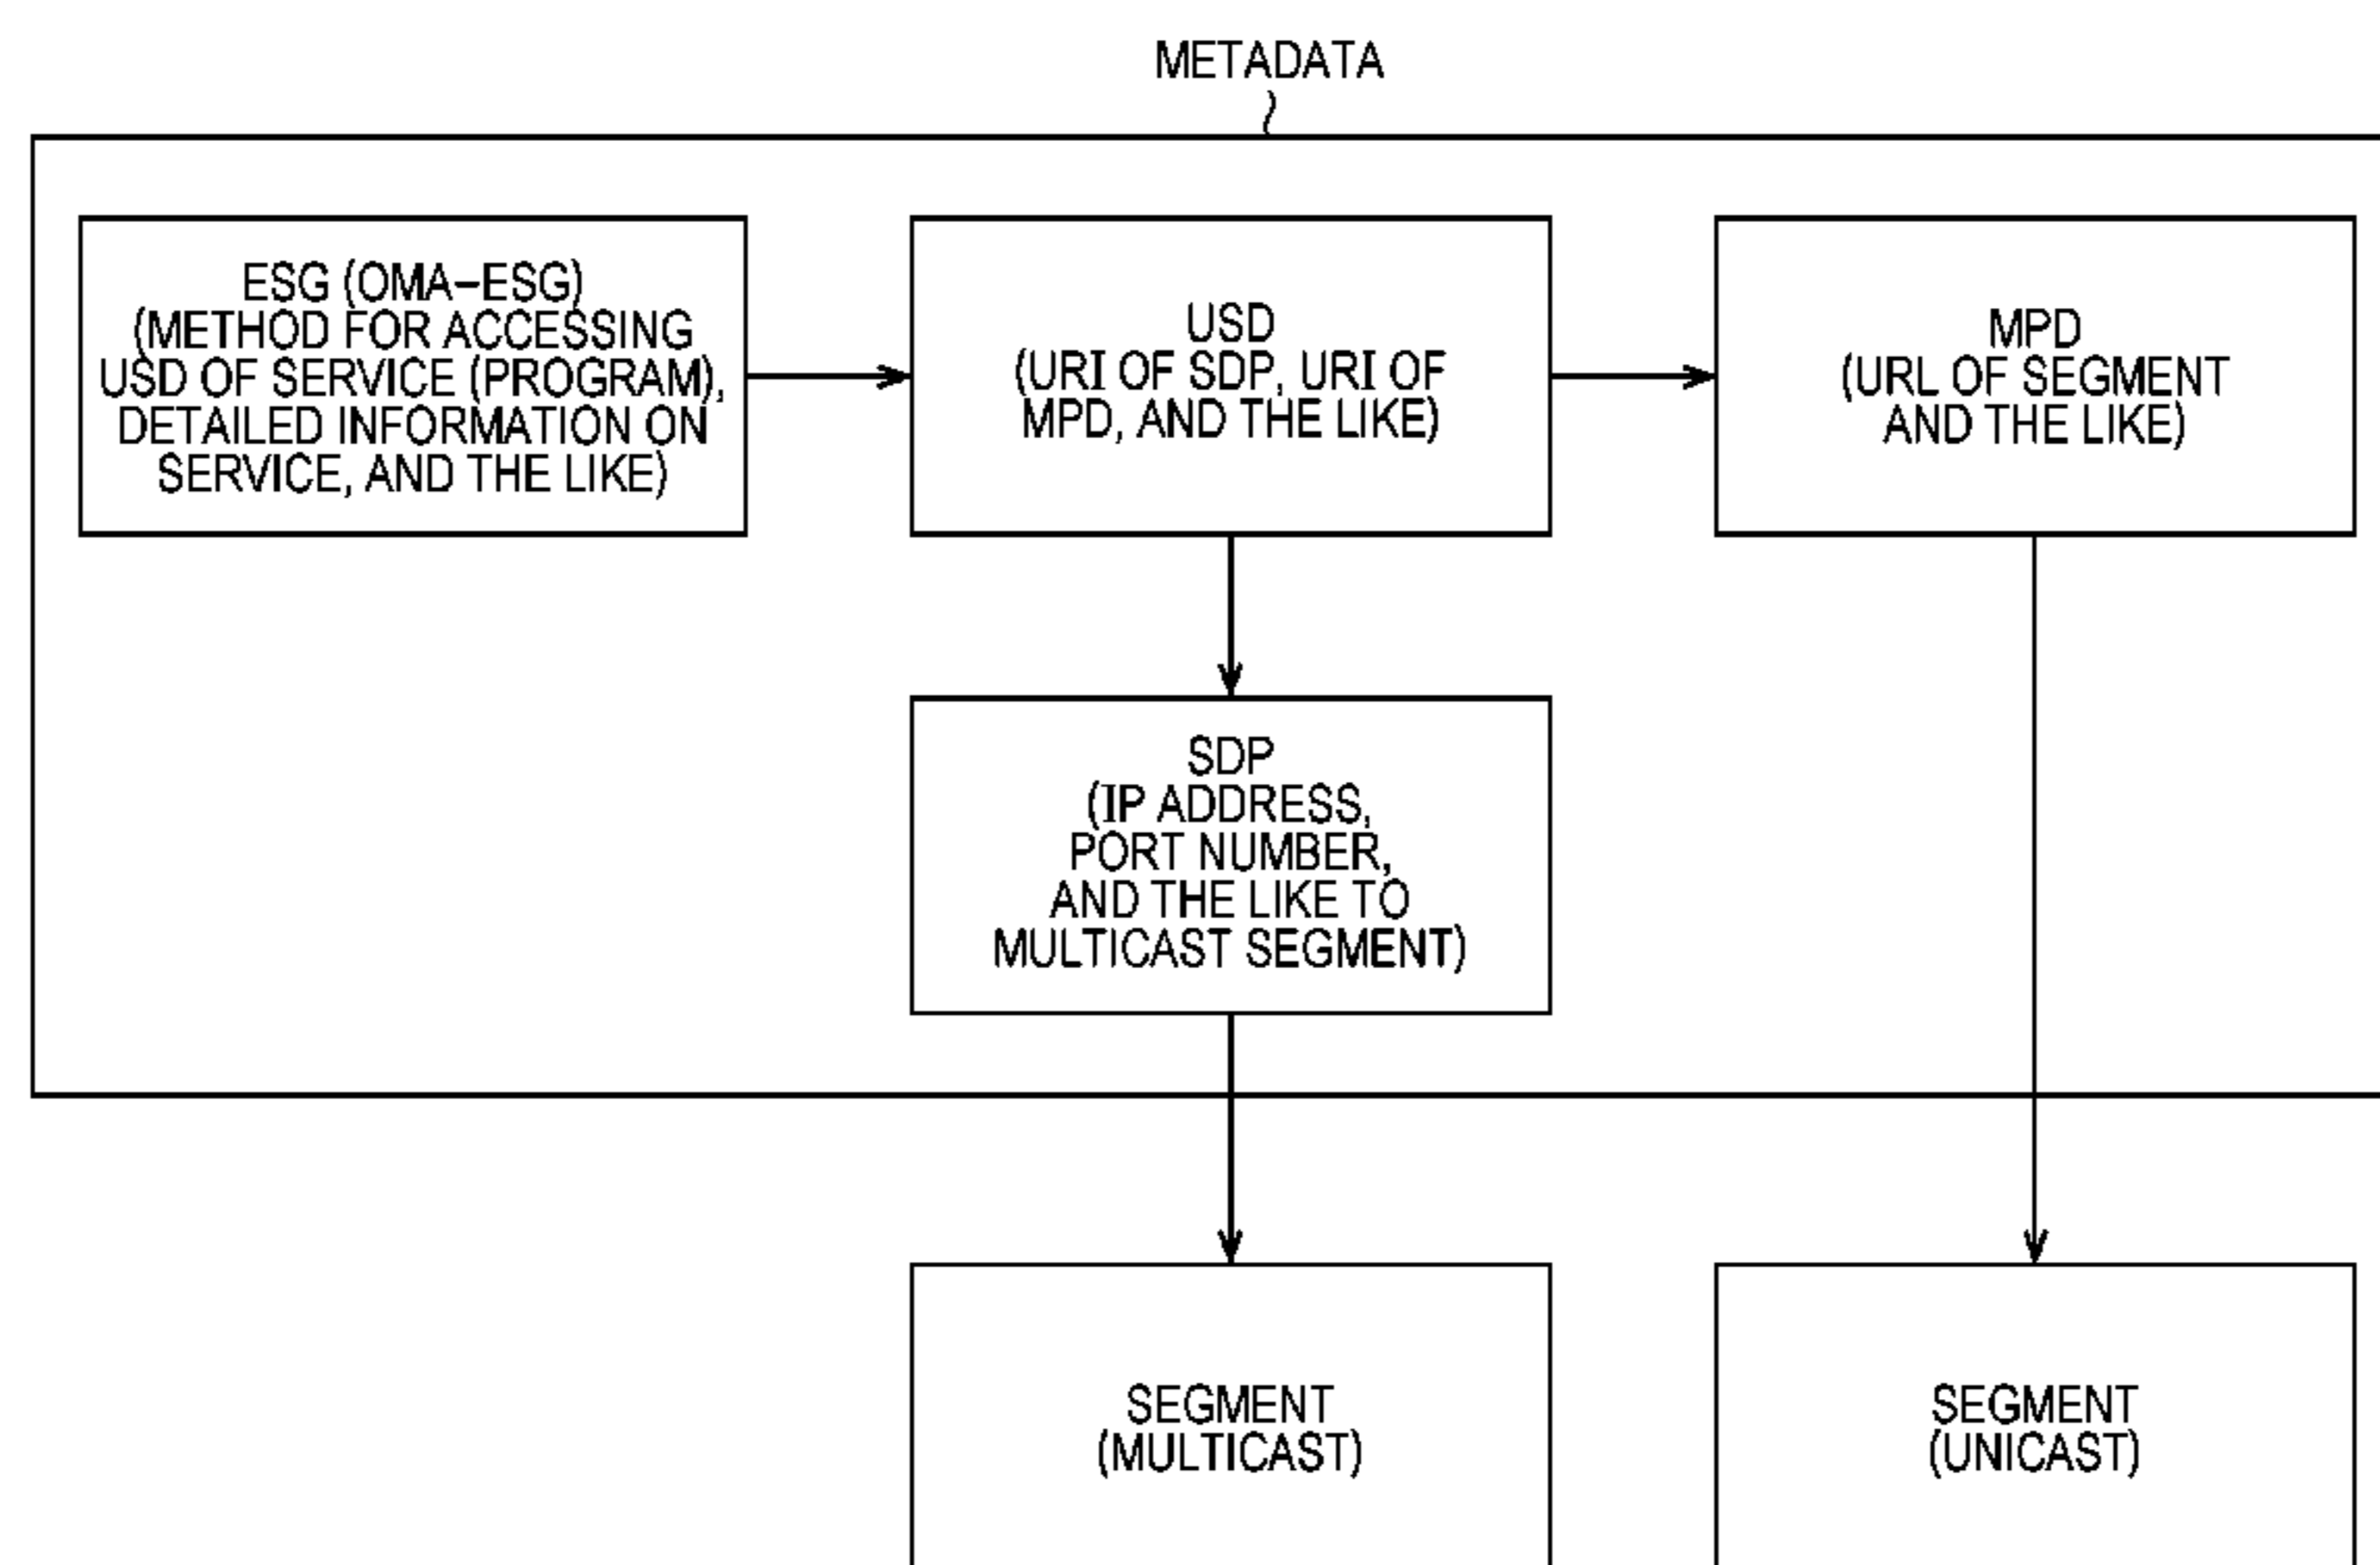 METADATA
ESG (OMA-ESG)
(METHOD FOR ACCESSING
USD OF SERVICE (PROGRAM),
DETAILED INFORMATION ON
SERVICE, AND THE LIKE)
USD
(URI OF SDP, URI OF
MPD, AND THE LIKE)
MPD
(URL OF SEGMENT
AND THE LIKE)
SDP
(IP ADDRESS,
PORT NUMBER,
AND THE LIKE TO
MULTICAST SEGMENT)
SEGMENT
(MULTICAST)
SEGMENT
(UNICAST)